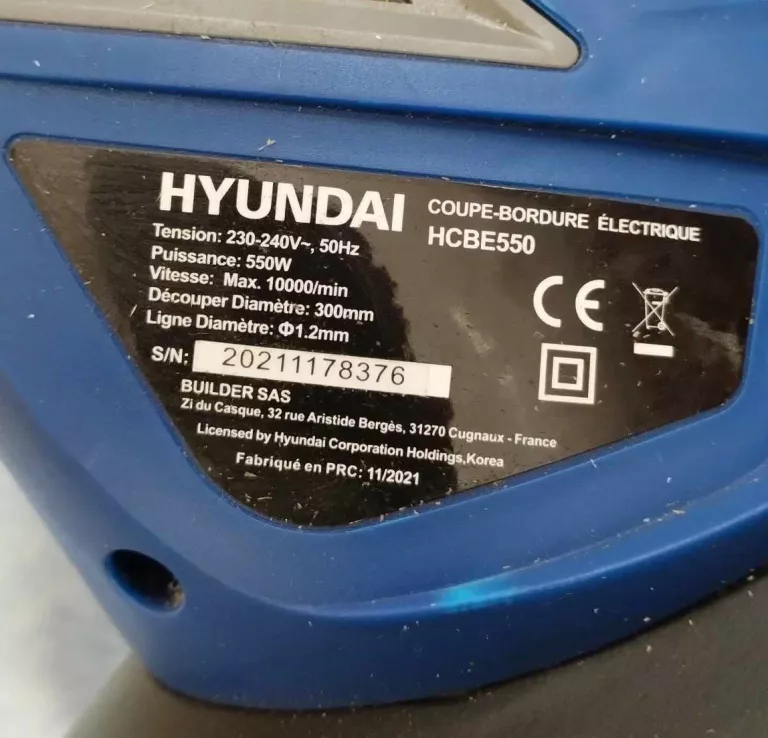 HYUNDAI
COUPE-BORDURE ÉLECTRIQUE
HCBE550
Tension: 230-240V~, 50Hz
Puissance: 550W
Vitesse: Max. 10000/min
Découper Diamètre: 300mm
Ligne Diamètre: Φ1.2mm
CE
S/N: 20211178376
BUILDER SAS
Zi du Casque, 32 rue Aristide Bergès, 31270 Cugnaux - France
Licensed by Hyundai Corporation Holdings,Korea
Fabriqué en PRC: 11/2021